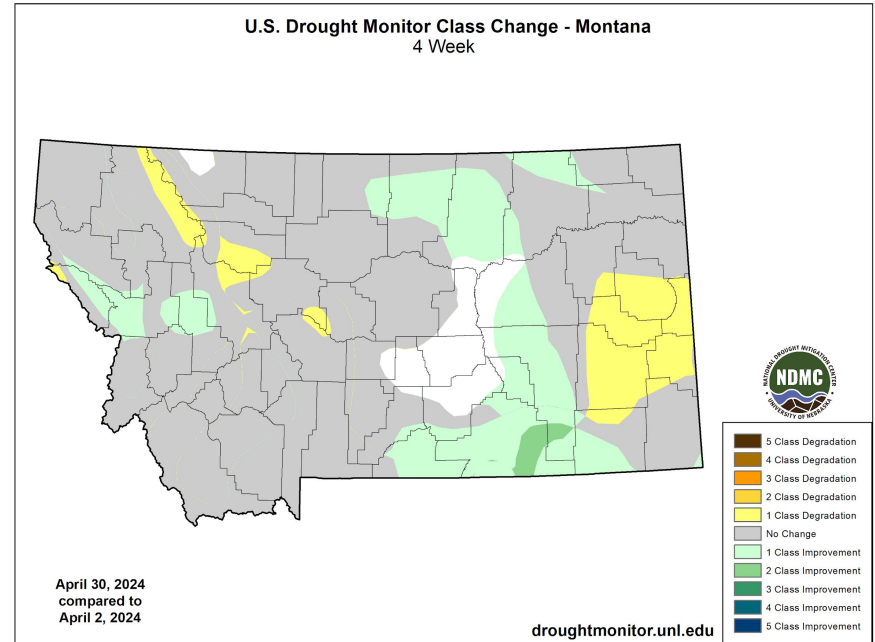 U.S. Drought Monitor Class Change - Montana
4 Week
NATIONAL DROUGHT MITIGATION CENTER
NDMC
UNIVERSITY OF NEBRASKA
5 Class Degradation
4 Class Degradation
3 Class Degradation
2 Class Degradation
1 Class Degradation
No Change
1 Class Improvement
2 Class Improvement
3 Class Improvement
4 Class Improvement
5 Class Improvement
April 30, 2024
compared to
April 2, 2024
droughtmonitor.unl.edu